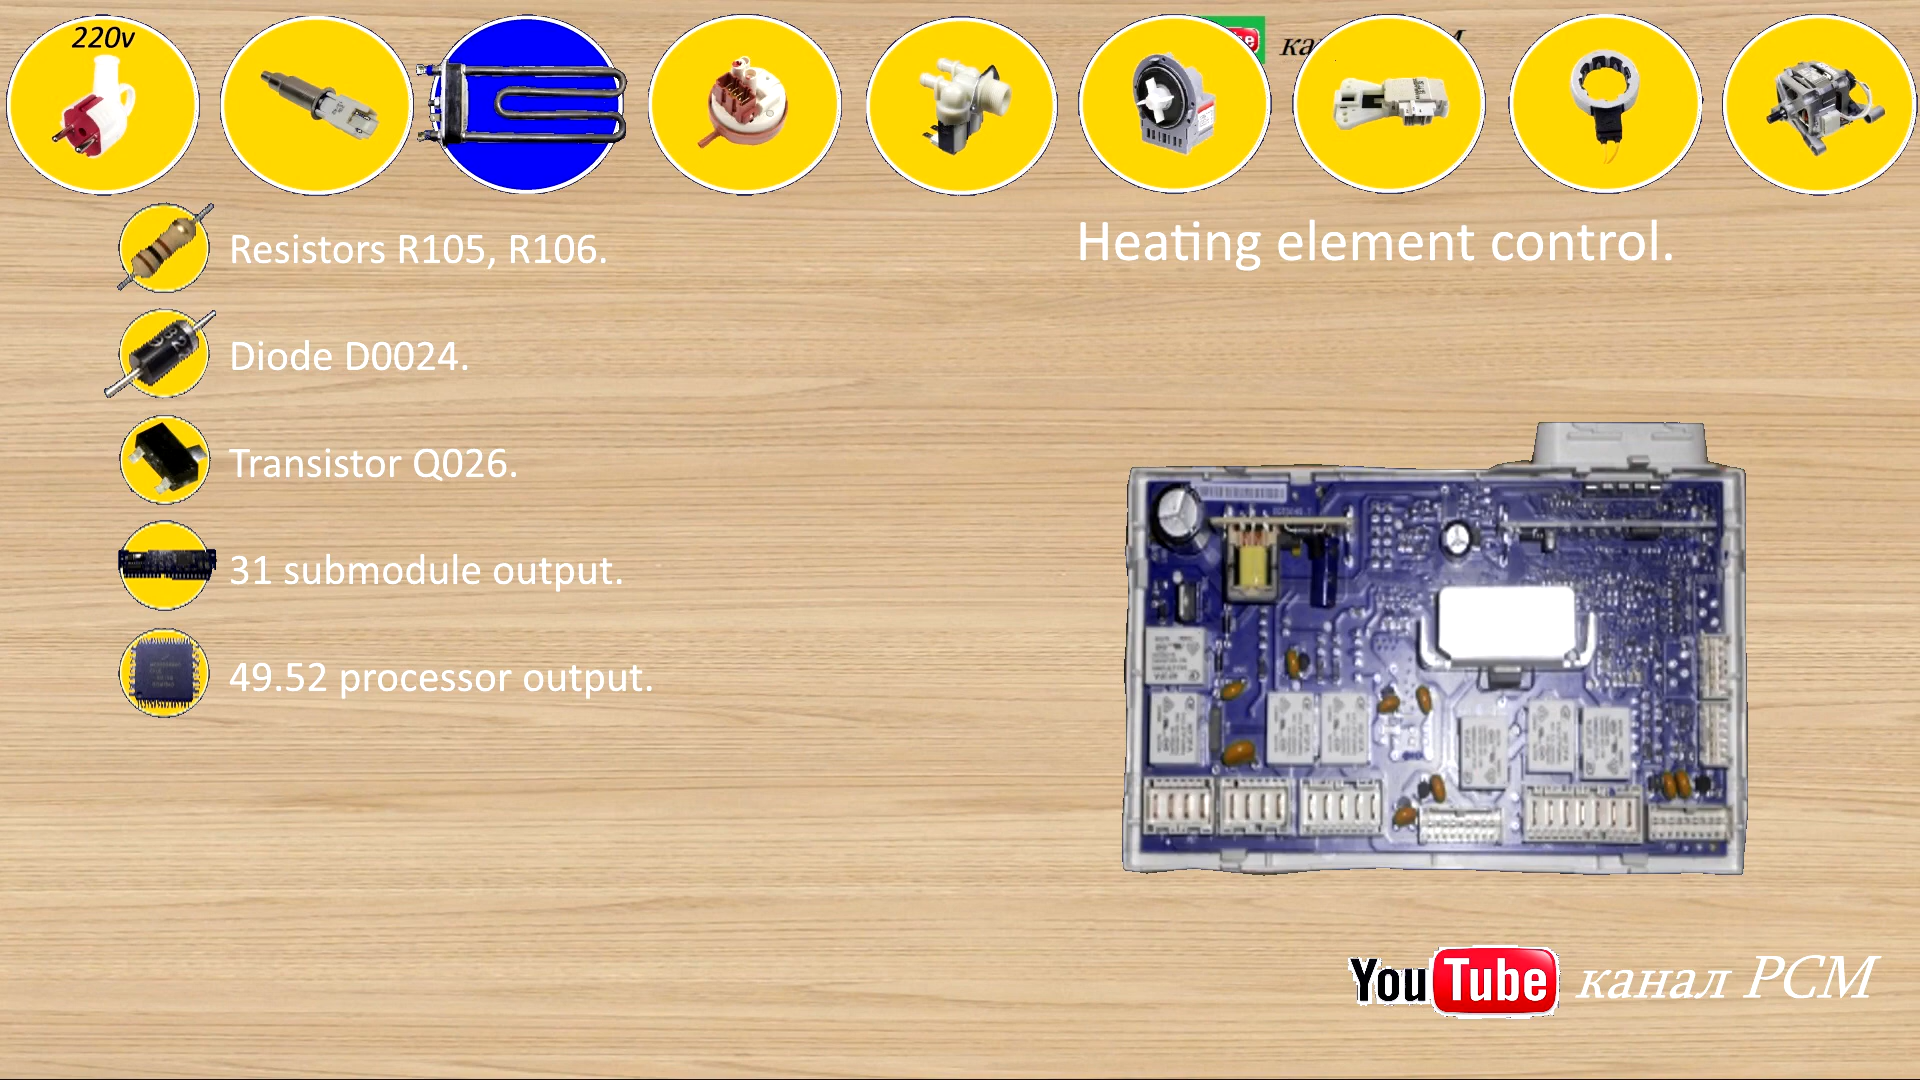 220v
Resistors R105, R106.
Heating element control.
Diode D0024.
Transistor Q026.
31 submodule output.
49.52 processor output.
YouTube канал РСМ